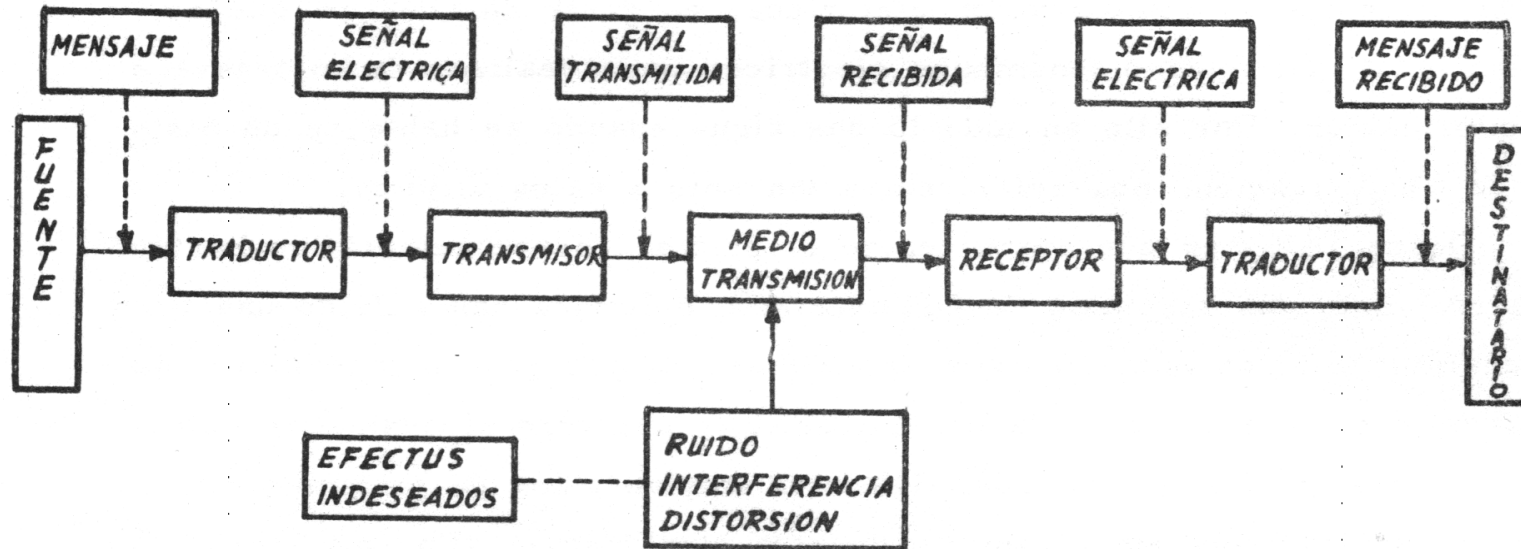 MENSAJE
SEÑAL
ELECTRICA
SEÑAL
TRANSMITIDA
SEÑAL
RECIBIDA
SEÑAL
ELECTRICA
MENSAJE
RECIBIDO
FUENTE
TRADUCTOR
TRANSMISOR
MEDIO
TRANSMISION
RECEPTOR
TRADUCTOR
DESTINATARIO
EFECTUS
INDESEADOS
RUIDO
INTERFERENCIA
DISTORSION